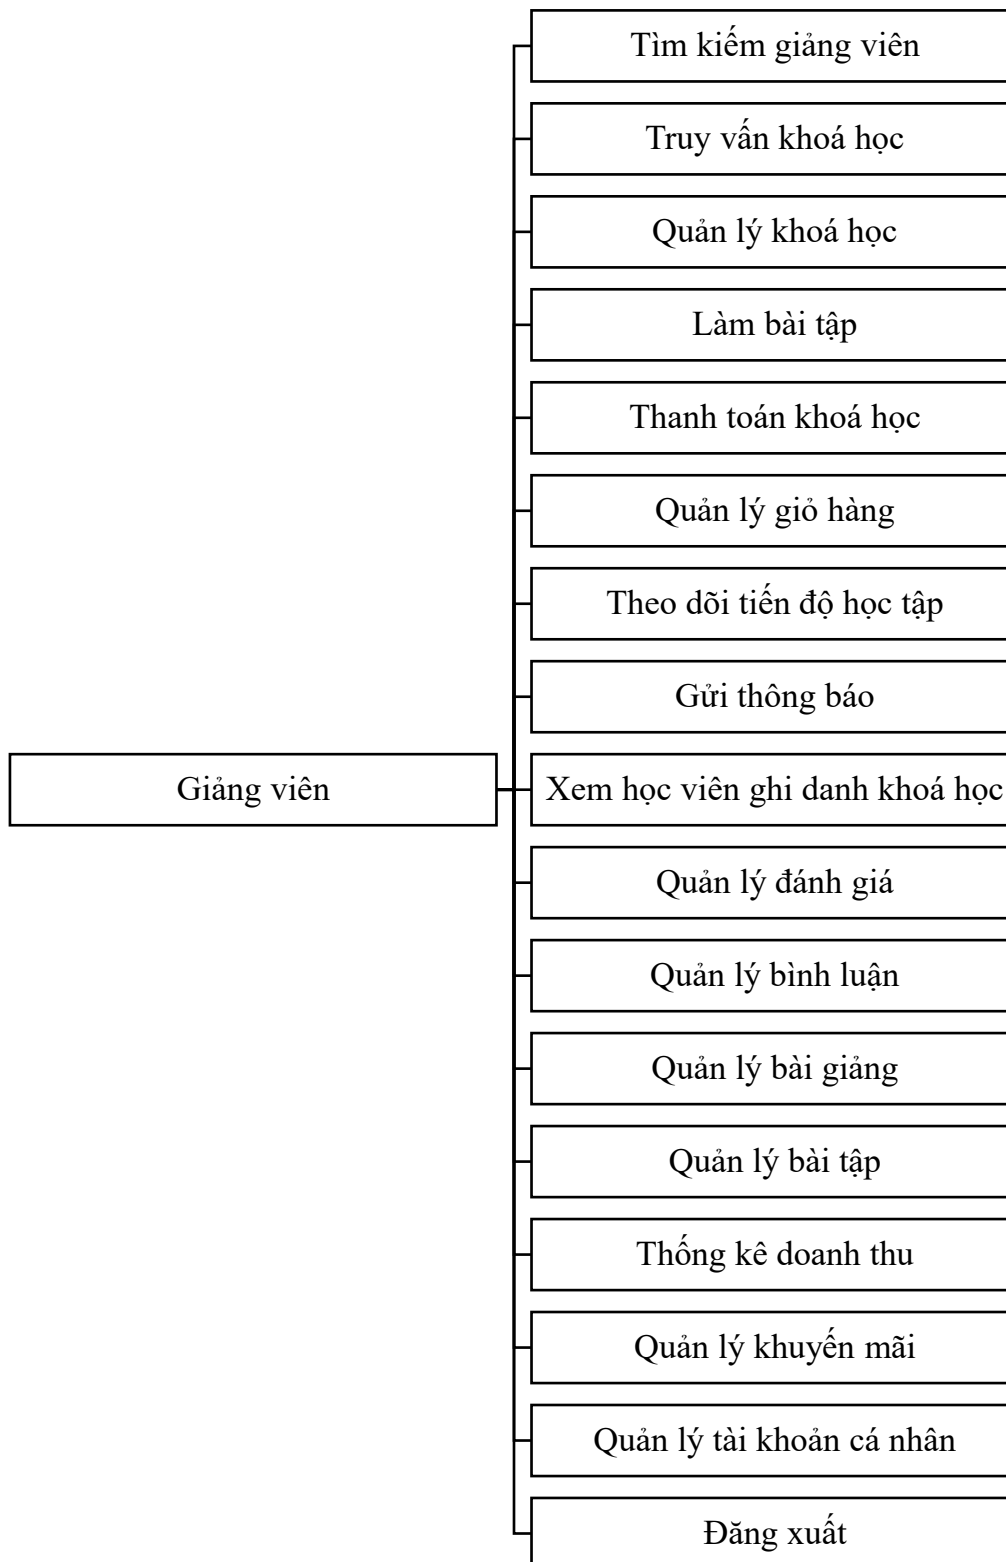 Tìm kiếm giảng viên
Truy vấn khoá học
Quản lý khoá học
Làm bài tập
Thanh toán khoá học
Quản lý giỏ hàng
Theo dõi tiến độ học tập
Gửi thông báo
Giảng viên
Xem học viên ghi danh khoá học
Quản lý đánh giá
Quản lý bình luận
Quản lý bài giảng
Quản lý bài tập
Thống kê doanh thu
Quản lý khuyến mãi
Quản lý tài khoản cá nhân
Đăng xuất